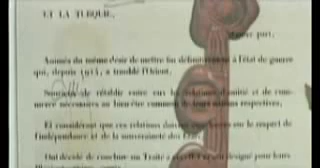 ET LA TURQUIE,
autre part,
Animés du même désir de mettre fin définitivement à l'état de guerre
qui, depuis 1914, a troublé l'Orient,
Soucieux de rétablir entre eux les relations d'amitié et de com-
merce nécessaires au bien-être commun de leurs nations respectives,
Et considérant que ces relations doivent être basées sur le respect de
l'indépendance et de la souveraineté des États,
Ont décidé de conclure un Traité à cet effet et ont désigné pour leurs